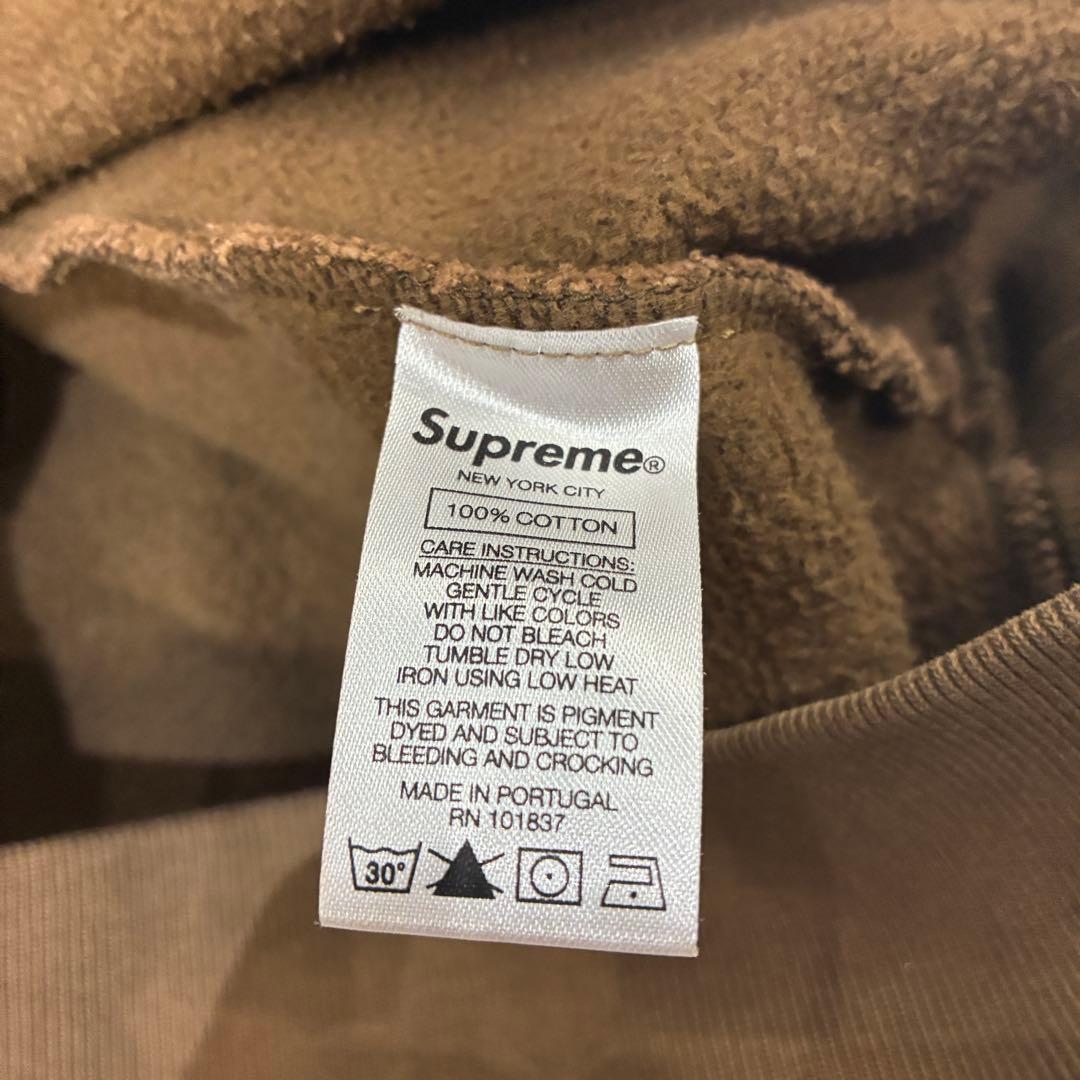 Supreme®
NEW YORK CITY
100% COTTON
CARE INSTRUCTIONS:
MACHINE WASH COLD
GENTLE CYCLE
WITH LIKE COLORS
DO NOT BLEACH
TUMBLE DRY LOW
IRON USING LOW HEAT
THIS GARMENT IS PIGMENT
DYED AND SUBJECT TO
BLEEDING AND CROCKING
MADE IN PORTUGAL
RN 101837
30°